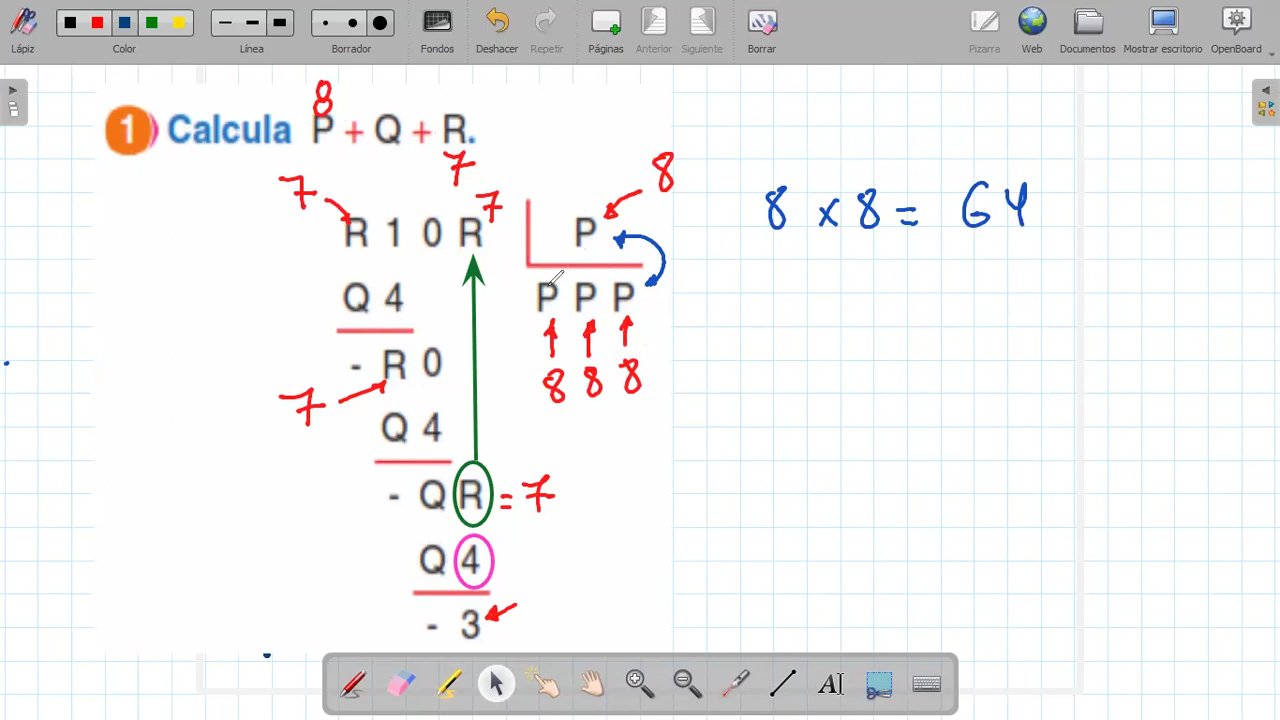 Lápiz Color Línea Borrador Fondos Deshacer Repetir Páginas Anterior Siguiente Borrar Pizarra Web Documentos Mostrar escritorio OpenBoard
8
1) Calcula P + Q + R.
7
7 7 8
R 1 0 R P
8 x 8 = 64
Q 4 P P P
- R 0
8 8 8
7
Q 4
- Q R = 7
Q 4
- 3
AI